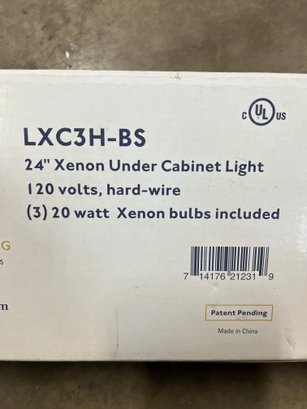 C UL US
LXC3H-BS
24" Xenon Under Cabinet Light
120 volts, hard-wire
(3) 20 watt Xenon bulbs included
G
S
m
7 14176 21231 9
Patent Pending
Made in China